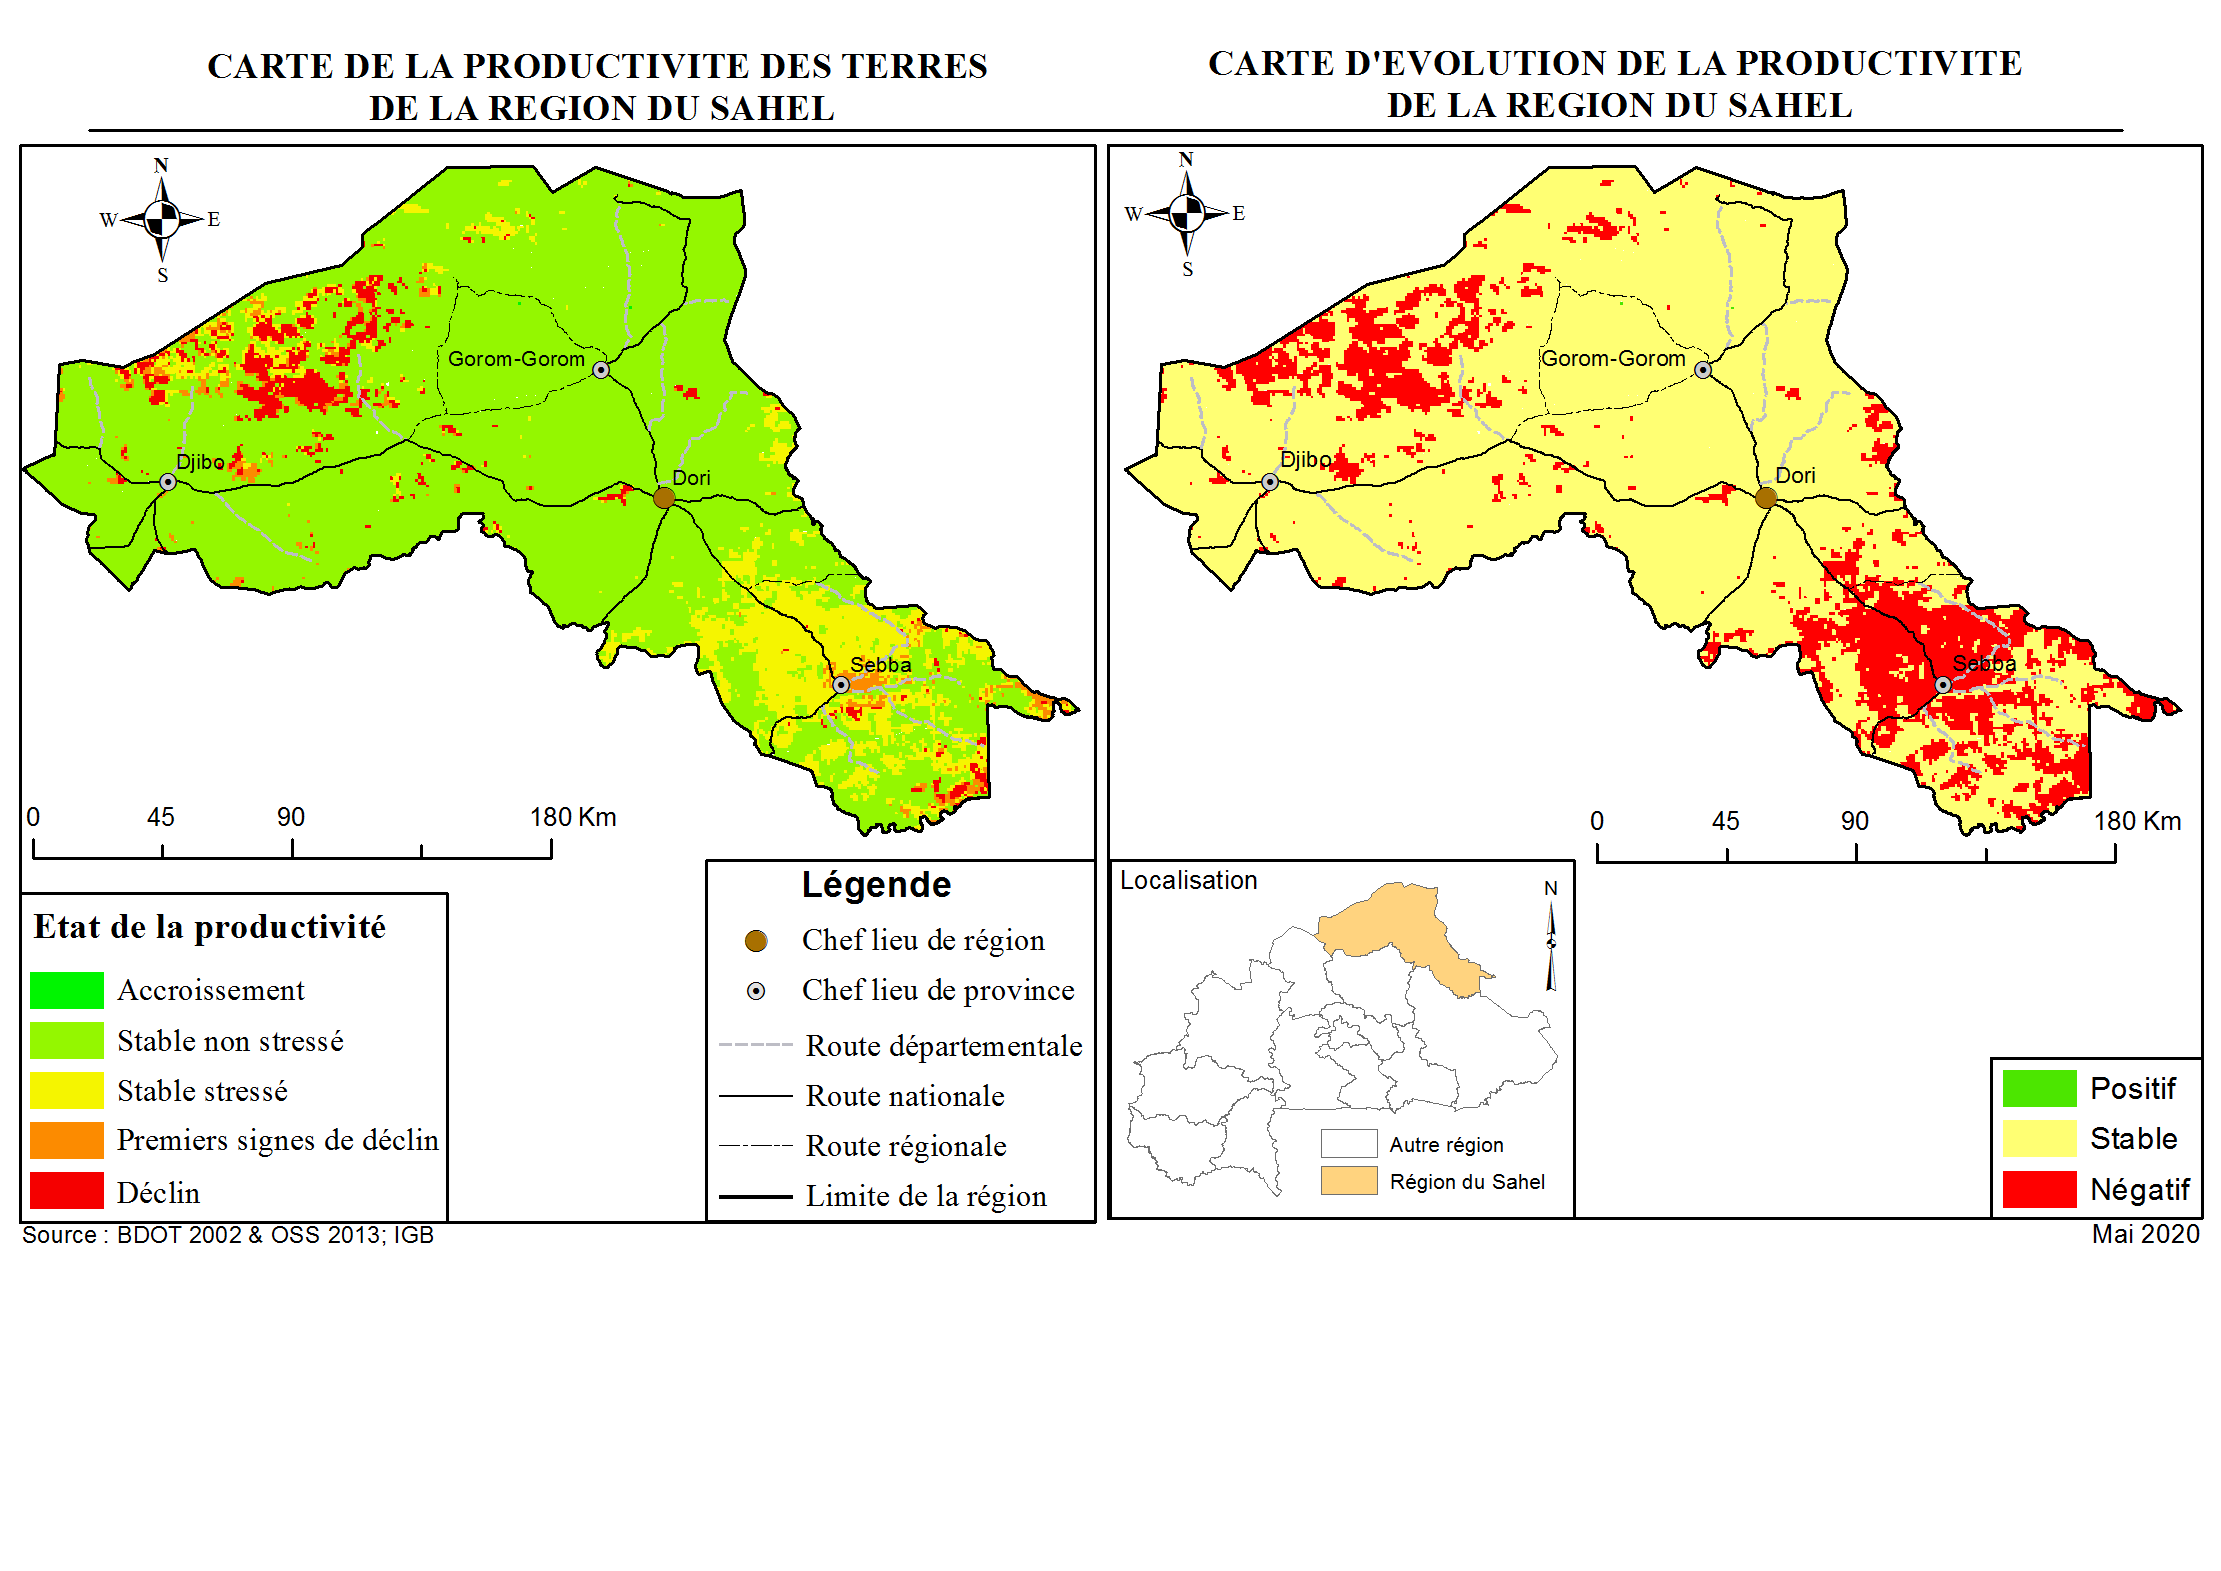 CARTE DE LA PRODUCTIVITE DES TERRES
DE LA REGION DU SAHEL
CARTE D'EVOLUTION DE LA PRODUCTIVITE
DE LA REGION DU SAHEL
N
W E
S
Gorom-Gorom
Djibo
Dori
Sebba
0 45 90 180 Km
Etat de la productivité
Accroissement
Stable non stressé
Stable stressé
Premiers signes de déclin
Déclin
Légende
Chef lieu de région
Chef lieu de province
Route départementale
Route nationale
Route régionale
Limite de la région
Source : BDOT 2002 & OSS 2013; IGB
N
W E
S
Gorom-Gorom
Djibo
Dori
Sebba
0 45 90 180 Km
Localisation
N
Autre région
Région du Sahel
Positif
Stable
Négatif
Mai 2020